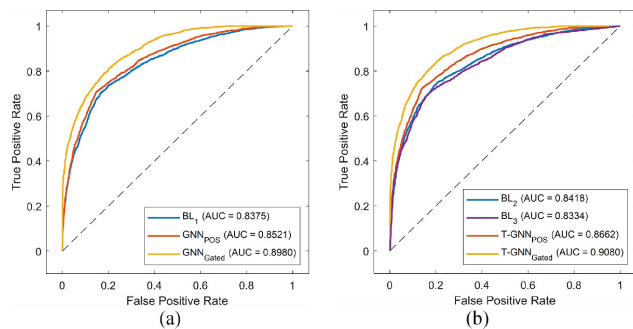 1
0.8
0.6
0.4
0.2
0
True Positive Rate
0 0.2 0.4 0.6 0.8 1
False Positive Rate
BL1 (AUC = 0.8375)
GNNPOS (AUC = 0.8521)
GNNGated (AUC = 0.8980)
(a)
1
0.8
0.6
0.4
0.2
0
True Positive Rate
0 0.2 0.4 0.6 0.8 1
False Positive Rate
BL2 (AUC = 0.8418)
BL3 (AUC = 0.8334)
T-GNNPOS (AUC = 0.8662)
T-GNNGated (AUC = 0.9080)
(b)